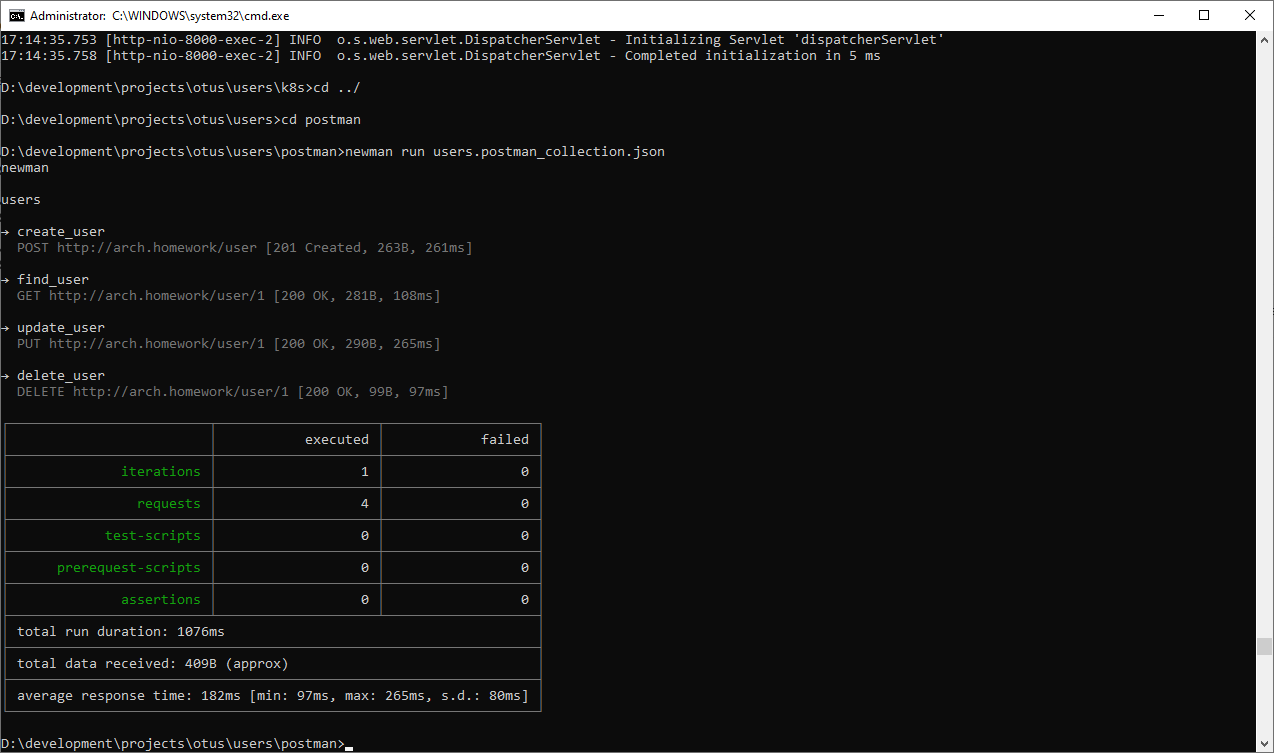 Administrator: C:\WINDOWS\system32\cmd.exe
17:14:35.753 [http-nio-8000-exec-2] INFO  o.s.web.servlet.DispatcherServlet - Initializing Servlet 'dispatcherServlet'
17:14:35.758 [http-nio-8000-exec-2] INFO  o.s.web.servlet.DispatcherServlet - Completed initialization in 5 ms
D:\development\projects\otus\users\k8s>cd ../
D:\development\projects\otus\users>cd postman
D:\development\projects\otus\users\postman>newman run users.postman_collection.json
newman
users
→ create_user
POST http://arch.homework/user [201 Created, 263B, 261ms]
→ find_user
GET http://arch.homework/user/1 [200 OK, 281B, 108ms]
→ update_user
PUT http://arch.homework/user/1 [200 OK, 290B, 265ms]
→ delete_user
DELETE http://arch.homework/user/1 [200 OK, 99B, 97ms]
executed failed
iterations 1 0
requests 4 0
test-scripts 0 0
prerequest-scripts 0 0
assertions 0 0
total run duration: 1076ms
total data received: 409B (approx)
average response time: 182ms [min: 97ms, max: 265ms, s.d.: 80ms]
D:\development\projects\otus\users\postman>